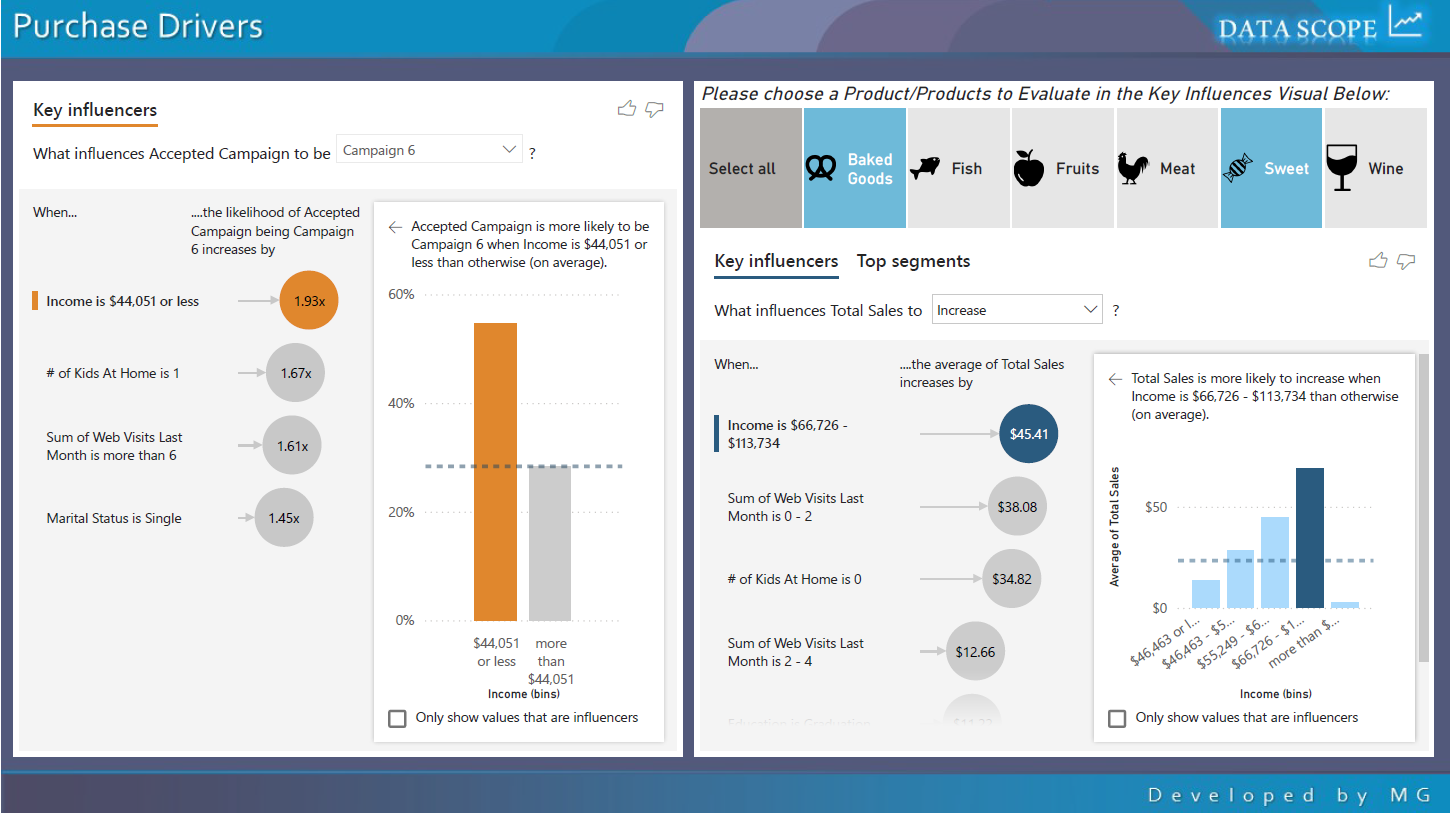 Purchase Drivers
DATA SCOPE
Key influencers
What influences Accepted Campaign to be
Campaign 6
?
When...
....the likelihood of Accepted
Campaign being Campaign
6 increases by
Income is $44,051 or less
1.93x
# of Kids At Home is 1
1.67x
Sum of Web Visits Last
Month is more than 6
1.61x
Marital Status is Single
1.45x
Accepted Campaign is more likely to be
Campaign 6 when Income is $44,051 or
less than otherwise (on average).
60%
40%
20%
0%
$44,051
or less
more
than
$44,051
Income (bins)
Only show values that are influencers
Please choose a Product/Products to Evaluate in the Key Influences Visual Below:
Select all
Baked
Goods
Fish
Fruits
Meat
Sweet
Wine
Key influencers
Top segments
What influences Total Sales to
Increase
?
When...
....the average of Total Sales
increases by
Income is $66,726 -
$113,734
$45.41
Sum of Web Visits Last
Month is 0 - 2
$38.08
# of Kids At Home is 0
$34.82
Sum of Web Visits Last
Month is 2 - 4
$12.66
Education is Graduation
Total Sales is more likely to increase when
Income is $66,726 - $113,734 than otherwise
(on average).
Average of Total Sales
$50
$0
$46,463 or l...
$46,463 - $5...
$55,249 - $6...
$66,726 - $1...
more than $...
Income (bins)
Only show values that are influencers
Developed by MG